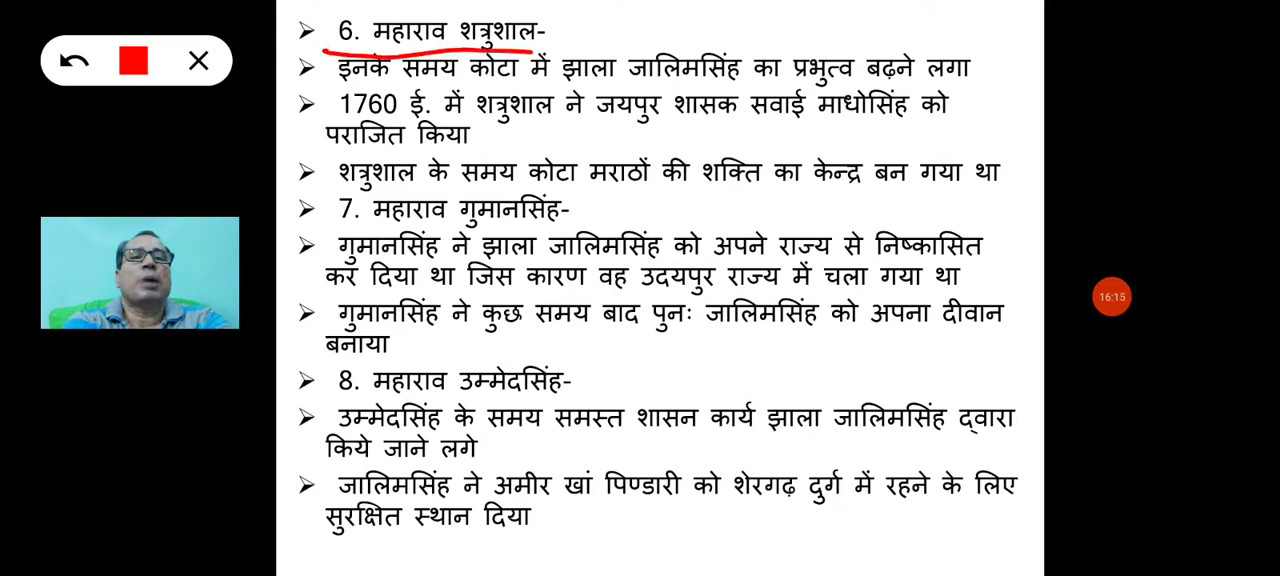 ➢ 6. महाराव शत्रुशाल-
➢ इनके समय कोटा में झाला जालिमसिंह का प्रभुत्व बढ़ने लगा
➢ 1760 ई. में शत्रुशाल ने जयपुर शासक सवाई माधोसिंह को
पराजित किया
➢ शत्रुशाल के समय कोटा मराठों की शक्ति का केन्द्र बन गया था
➢ 7. महाराव गुमानसिंह-
➢ गुमानसिंह ने झाला जालिमसिंह को अपने राज्य से निष्कासित
कर दिया था जिस कारण वह उदयपुर राज्य में चला गया था
➢ गुमानसिंह ने कुछ समय बाद पुनः जालिमसिंह को अपना दीवान
बनाया
➢ 8. महाराव उम्मेदसिंह-
➢ उम्मेदसिंह के समय समस्त शासन कार्य झाला जालिमसिंह द्वारा
किये जाने लगे
➢ जालिमसिंह ने अमीर खां पिण्डारी को शेरगढ़ दुर्ग में रहने के लिए
सुरक्षित स्थान दिया
16:15